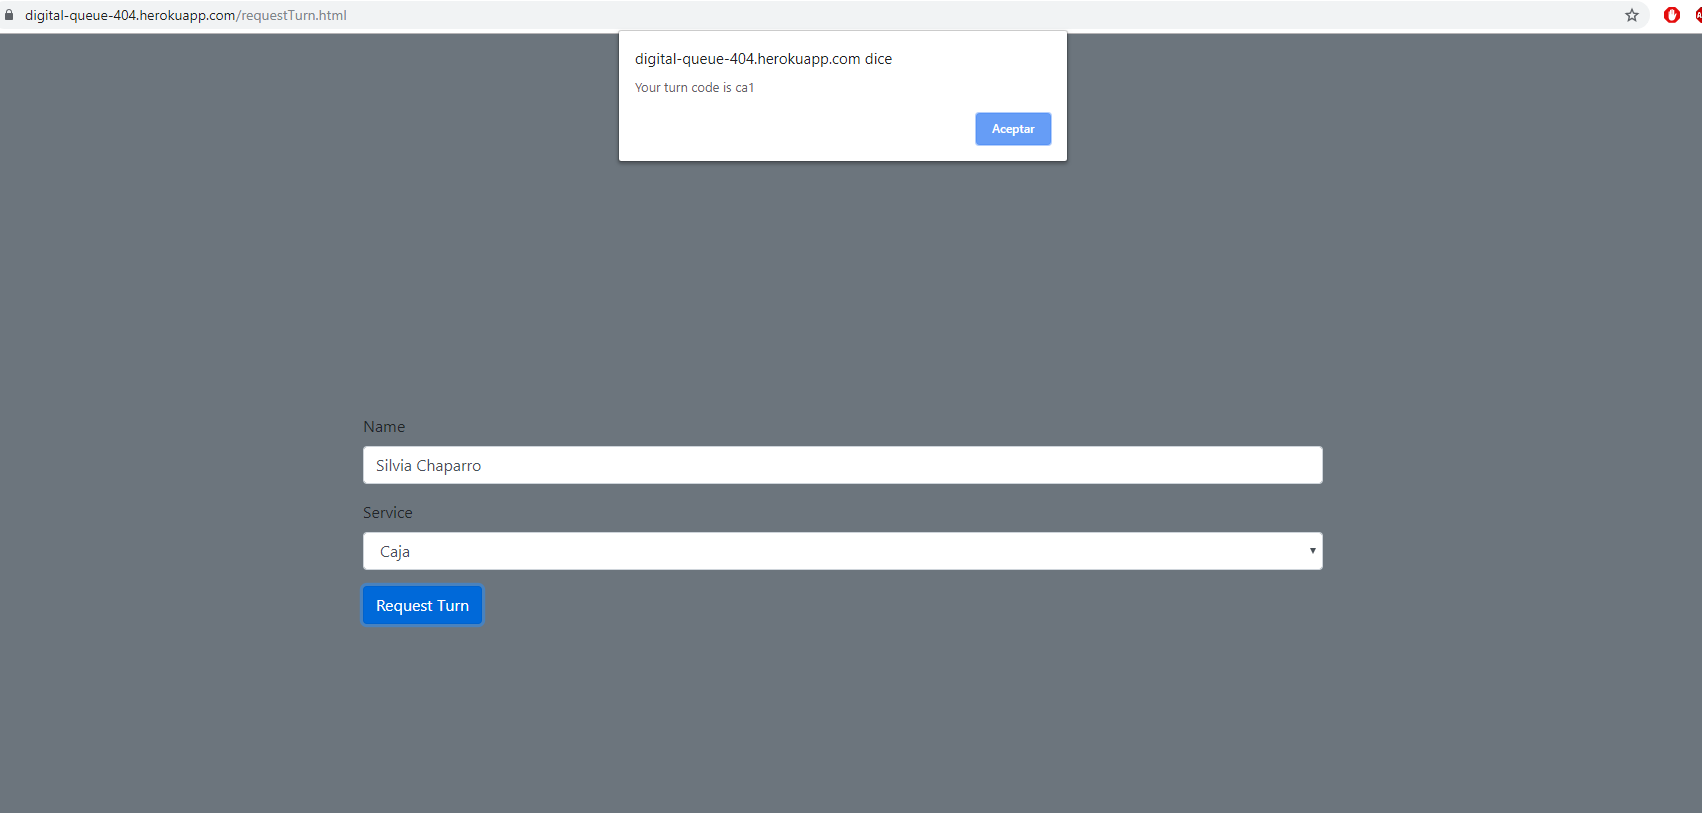 digital-queue-404.herokuapp.com/requestTurn.html
digital-queue-404.herokuapp.com dice
Your turn code is ca1
Aceptar
Name
Silvia Chaparro
Service
Caja
Request Turn